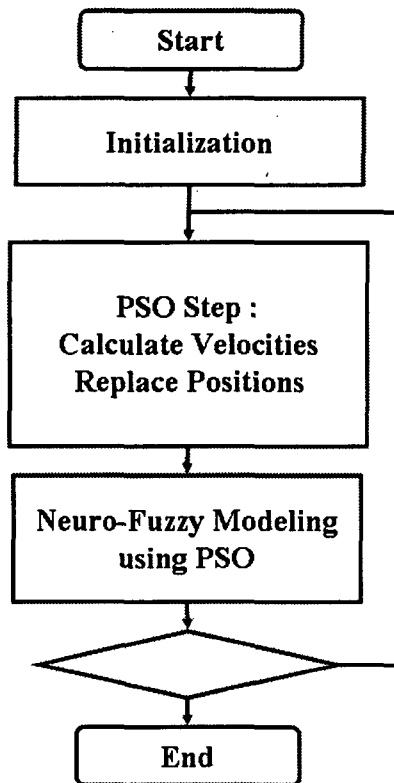 Start
Initialization
PSO Step :
Calculate Velocities
Replace Positions
Neuro-Fuzzy Modeling
using PSO
End